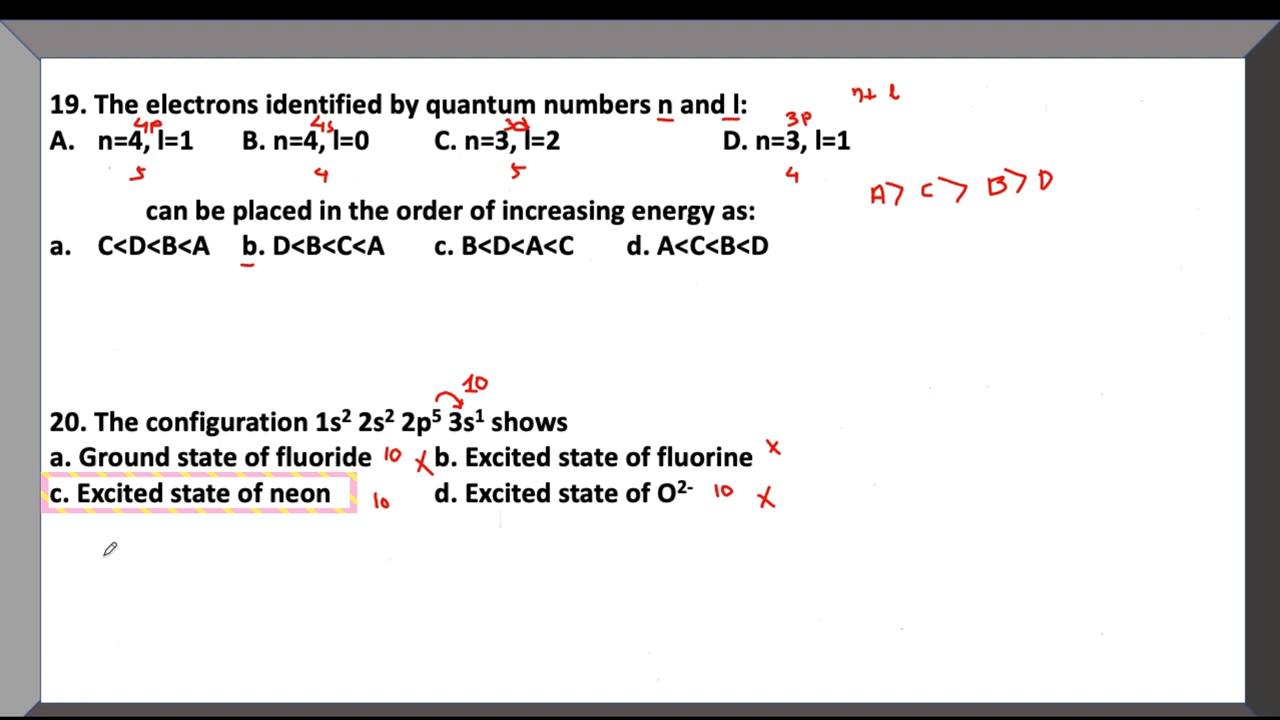 19. The electrons identified by quantum numbers n and l: n+ l
4p 4s 3d 3p
A. n=4, l=1 B. n=4, l=0 C. n=3, l=2 D. n=3, l=1
5 4 5 4 A> C > B> D
can be placed in the order of increasing energy as:
a. C<D<B<A b. D<B<C<A c. B<D<A<C d. A<C<B<D
10
20. The configuration 1s² 2s² 2p⁵ 3s¹ shows
a. Ground state of fluoride 10 x b. Excited state of fluorine x
c. Excited state of neon 10 d. Excited state of O²⁻ 10 x